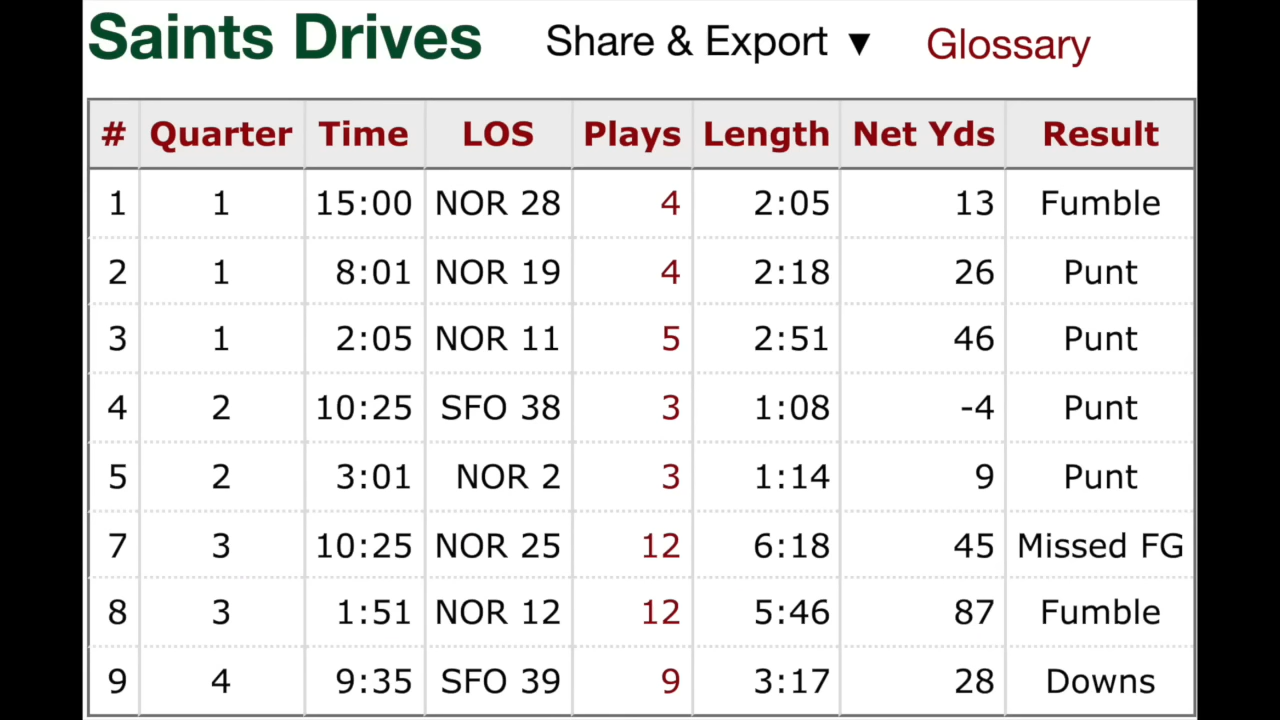 Saints Drives Share & Export ▼ Glossary
# Quarter Time LOS Plays Length Net Yds Result
1 1 15:00 NOR 28 4 2:05 13 Fumble
2 1 8:01 NOR 19 4 2:18 26 Punt
3 1 2:05 NOR 11 5 2:51 46 Punt
4 2 10:25 SFO 38 3 1:08 -4 Punt
5 2 3:01 NOR 2 3 1:14 9 Punt
7 3 10:25 NOR 25 12 6:18 45 Missed FG
8 3 1:51 NOR 12 12 5:46 87 Fumble
9 4 9:35 SFO 39 9 3:17 28 Downs